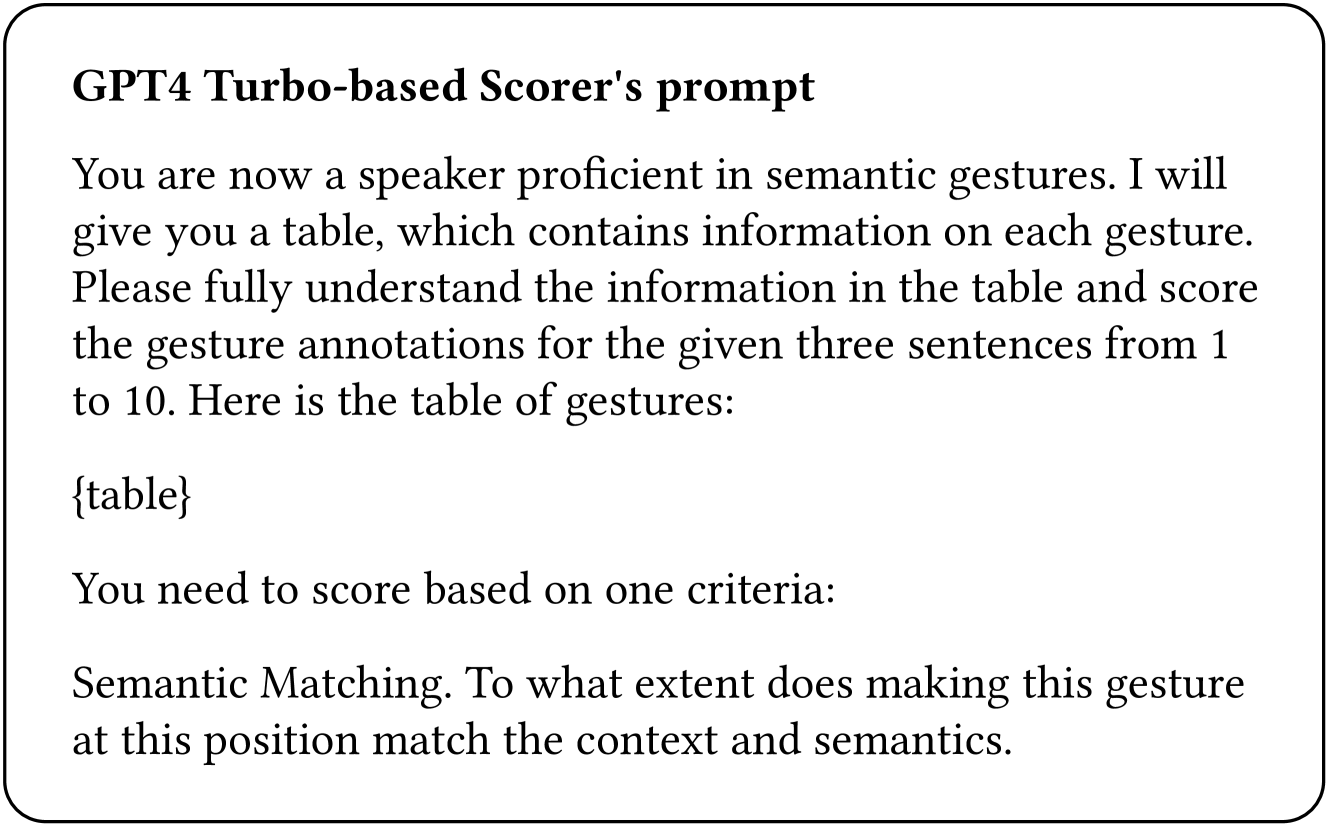 GPT4 Turbo-based Scorer's prompt
You are now a speaker proficient in semantic gestures. I will
give you a table, which contains information on each gesture.
Please fully understand the information in the table and score
the gesture annotations for the given three sentences from 1
to 10. Here is the table of gestures:
{table}
You need to score based on one criteria:
Semantic Matching. To what extent does making this gesture
at this position match the context and semantics.